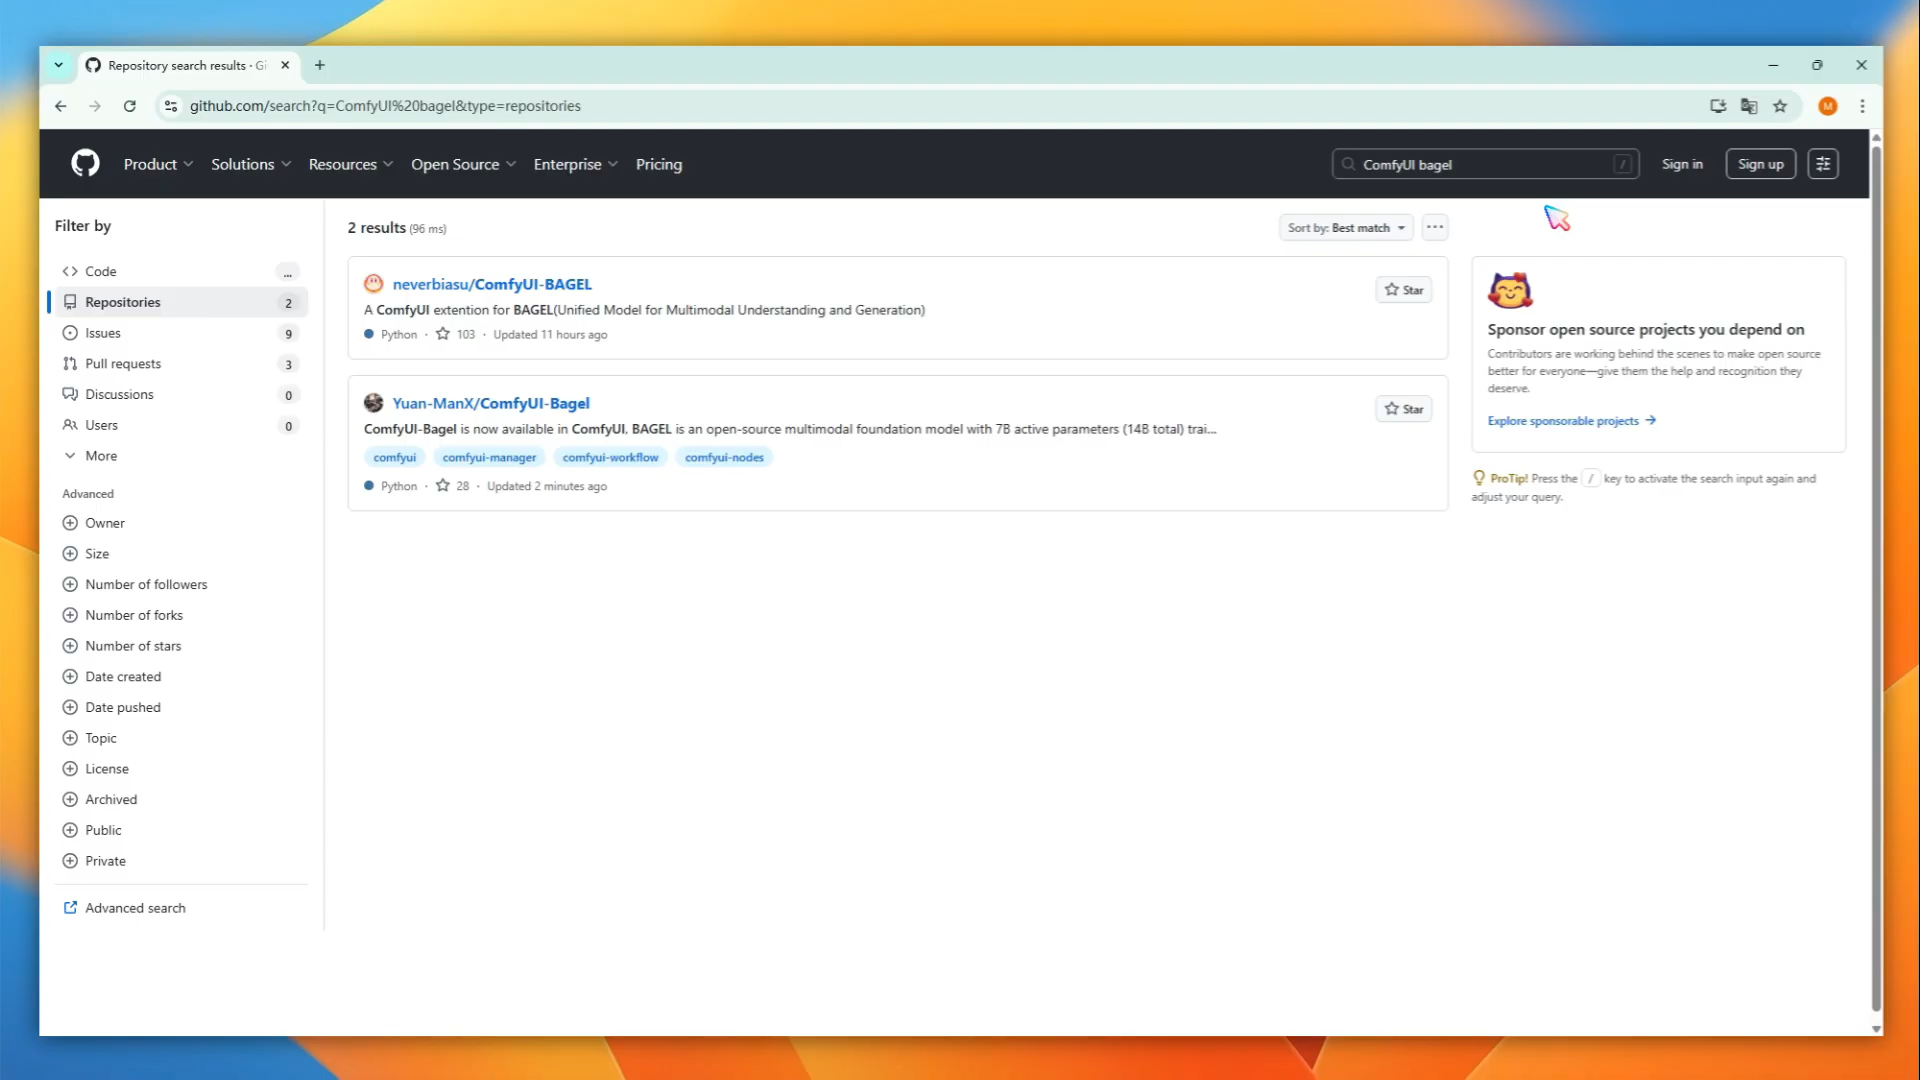 Repository search results · Gi
github.com/search?q=ComfyUI%20bagel&type=repositories
M
Product
Solutions
Resources
Open Source
Enterprise
Pricing
ComfyUI bagel
/
Sign in
Sign up
Filter by
Code
...
Repositories
2
Issues
9
Pull requests
3
Discussions
0
Users
0
More
Advanced
Owner
Size
Number of followers
Number of forks
Number of stars
Date created
Date pushed
Topic
License
Archived
Public
Private
Advanced search
2 results (96 ms)
Sort by: Best match
neverbiasu/ComfyUI-BAGEL
Star
A ComfyUI extention for BAGEL(Unified Model for Multimodal Understanding and Generation)
Python · 103 · Updated 11 hours ago
Yuan-ManX/ComfyUI-Bagel
Star
ComfyUI-Bagel is now available in ComfyUI, BAGEL is an open-source multimodal foundation model with 7B active parameters (14B total) trai...
comfyui
comfyui-manager
comfyui-workflow
comfyui-nodes
Python · 28 · Updated 2 minutes ago
Sponsor open source projects you depend on
Contributors are working behind the scenes to make open source
better for everyone—give them the help and recognition they
deserve.
Explore sponsorable projects
ProTip! Press the / key to activate the search input again and
adjust your query.